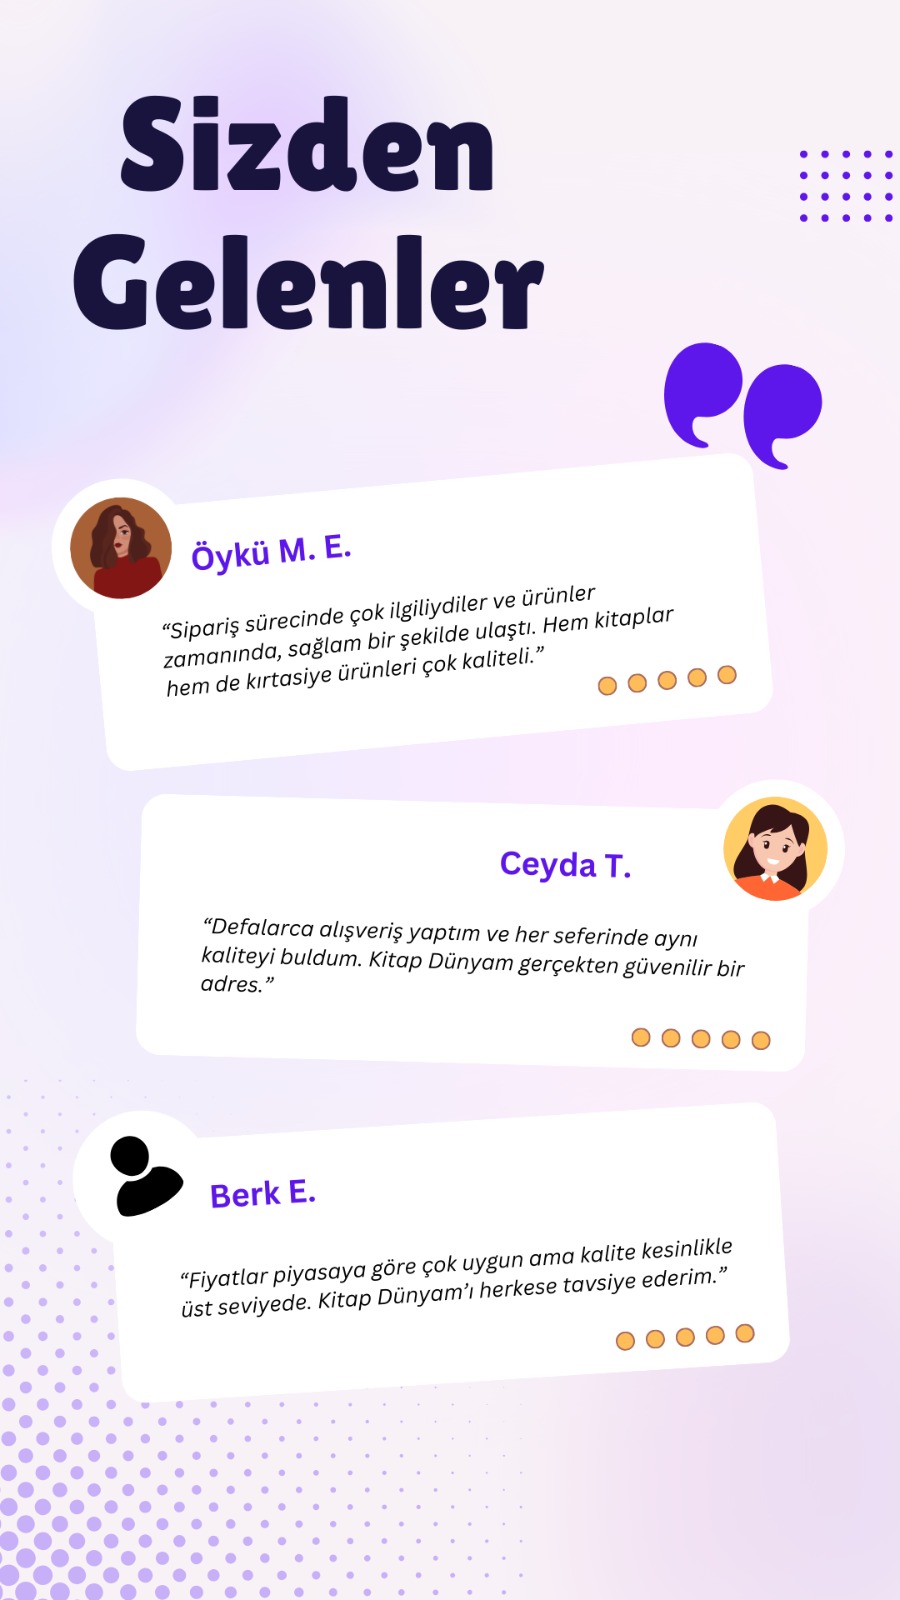 Sizden
Gelenler
Öykü M. E.
“Sipariş sürecinde çok ilgiliydiler ve ürünler
zamanında, sağlam bir şekilde ulaştı. Hem kitaplar
hem de kırtasiye ürünleri çok kaliteli.”
Ceyda T.
“Defalarca alışveriş yaptım ve her seferinde aynı
kaliteyi buldum. Kitap Dünyam gerçekten güvenilir bir
adres.”
Berk E.
“Fiyatlar piyasaya göre çok uygun ama kalite kesinlikle
üst seviyede. Kitap Dünyam’ı herkese tavsiye ederim.”